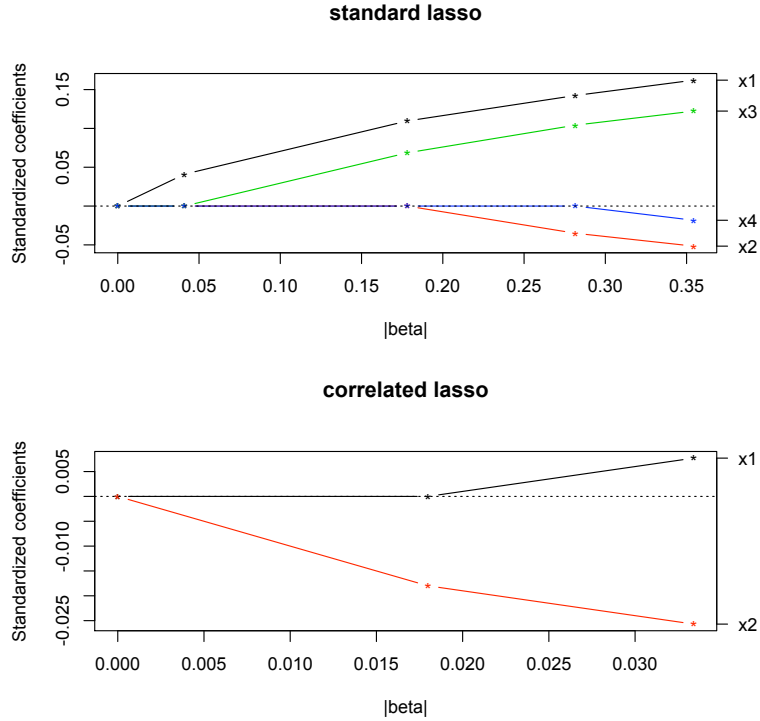 standard lasso
Standardized coefficients
0.15
0.05
-0.05
x1
x3
x4
x2
0.00 0.05 0.10 0.15 0.20 0.25 0.30 0.35
|beta|
correlated lasso
Standardized coefficients
0.005
-0.010
-0.025
x1
x2
0.000 0.005 0.010 0.015 0.020 0.025 0.030
|beta|